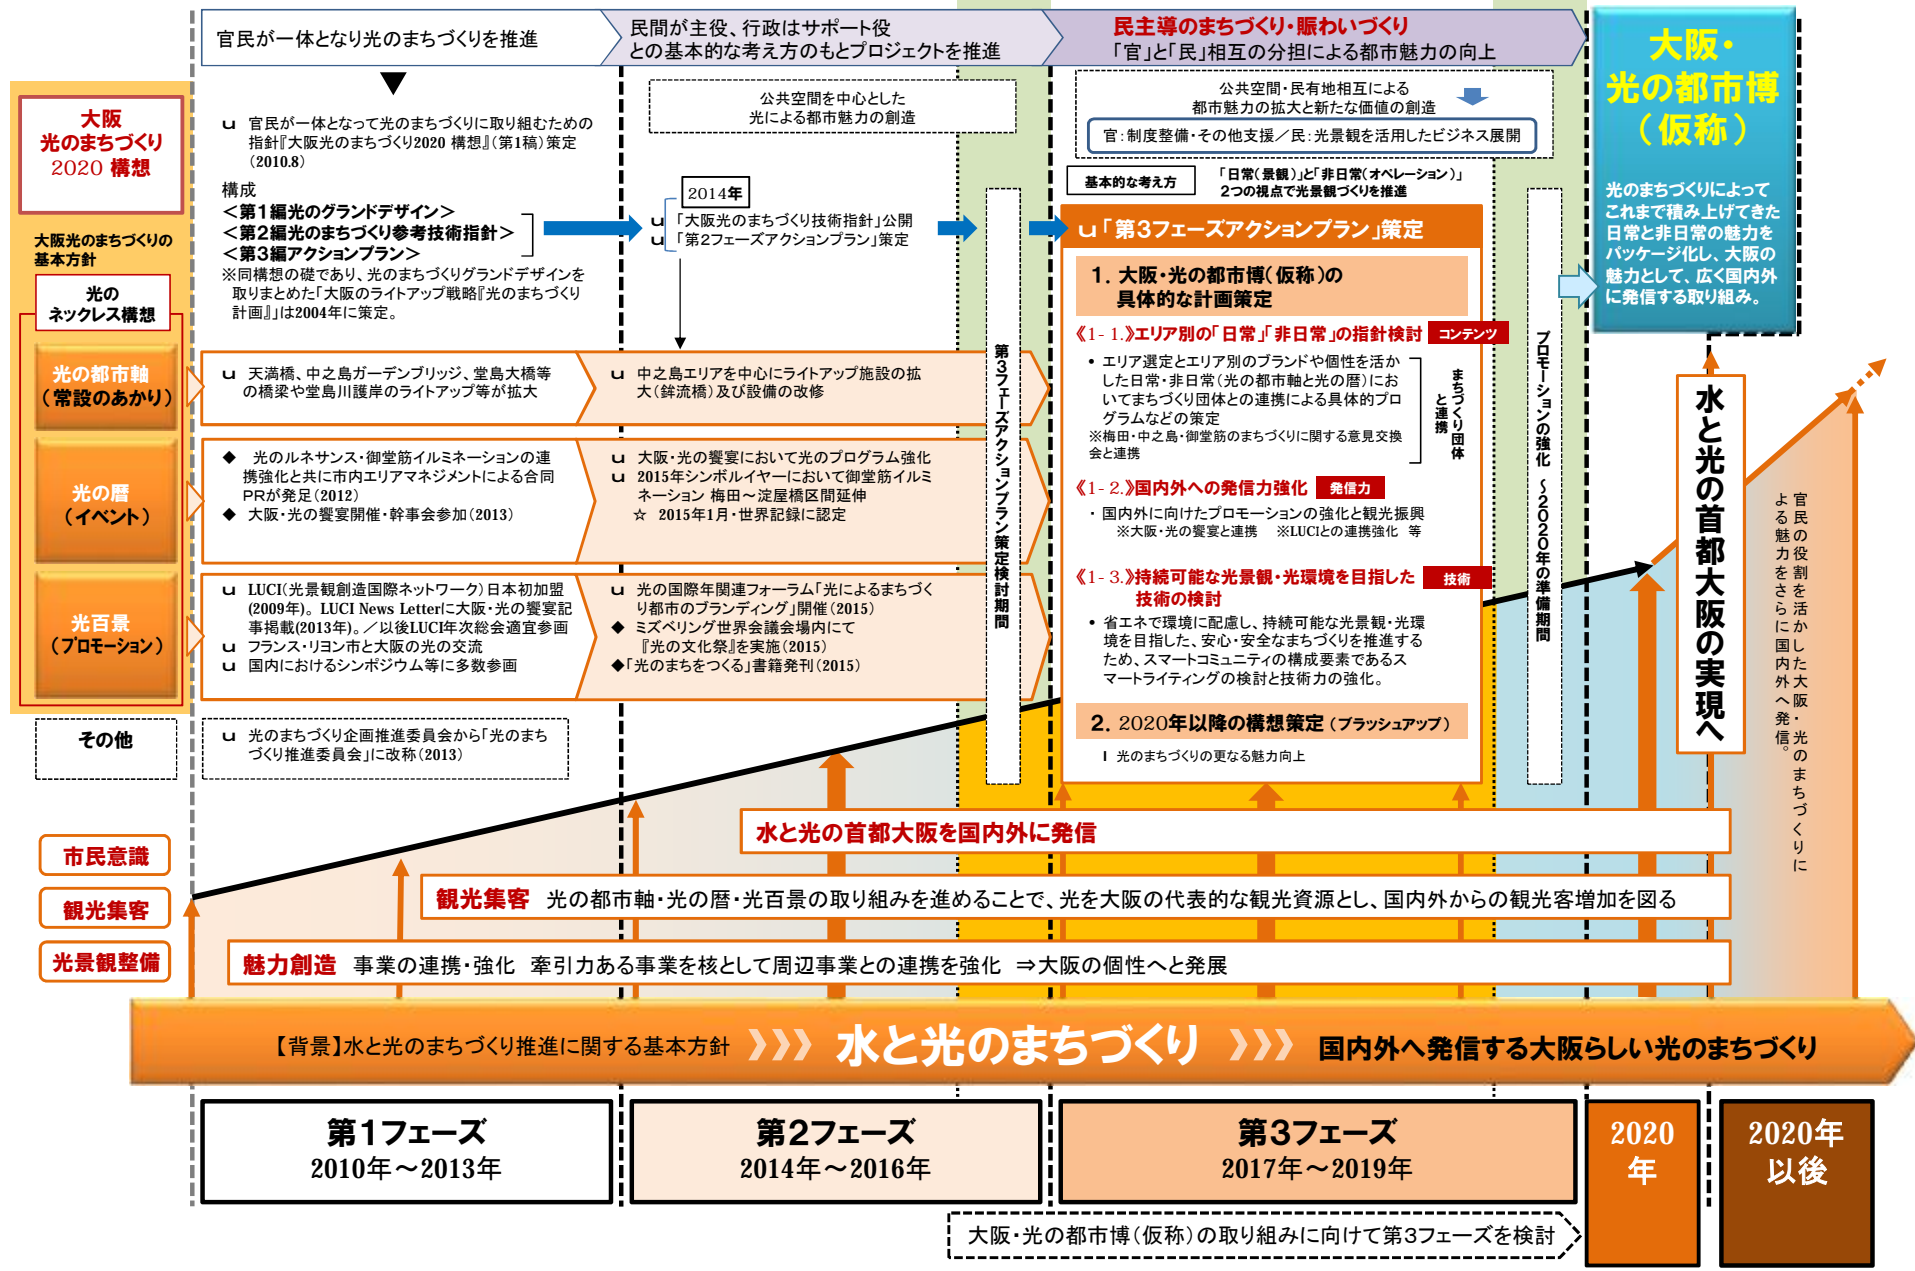 官民が一体となり光のまちづくりを推進
民間が主役、行政はサポート役
との基本的な考え方のもとプロジェクトを推進
民主導のまちづくり・賑わいづくり
「官」と「民」相互の分担による都市魅力の向上
大阪・
光の都市博
（仮称）
光のまちづくりによって
これまで積み上げてきた
日常と非日常の魅力を
パッケージ化し、大阪の
魅力として、広く国内外
に発信する取り組み。
大阪
光のまちづくり
2020 構想
大阪光のまちづくりの
基本方針
光の
ネックレス構想
光の都市軸
（常設のあかり）
光の暦
（イベント）
光百景
（プロモーション）
その他
市民意識
観光集客
光景観整備
▼
u 官民が一体となって光のまちづくりに取り組むための
指針『大阪光のまちづくり2020 構想』（第1稿）策定
（2010.8）
構成
＜第1編光のグランドデザイン＞
＜第2編光のまちづくり参考技術指針＞
＜第3編アクションプラン＞
※同構想の礎であり、光のまちづくりグランドデザインを
取りまとめた「大阪のライトアップ戦略『光のまちづくり
計画』」は2004年に策定。
公共空間を中心とした
光による都市魅力の創造
2014年
u 「大阪光のまちづくり技術指針」公開
u 「第2フェーズアクションプラン」策定
公共空間・民有地相互による
都市魅力の拡大と新たな価値の創造
官：制度整備・その他支援／民：光景観を活用したビジネス展開
基本的な考え方
「日常（景観）」と「非日常（オペレーション）」
2つの視点で光景観づくりを推進
u 天満橋、中之島ガーデンブリッジ、堂島大橋等
の橋梁や堂島川護岸のライトアップ等が拡大
u 中之島エリアを中心にライトアップ施設の拡
大（鉾流橋）及び設備の改修
◆ 光のルネサンス・御堂筋イルミネーションの連
携強化と共に市内エリアマネジメントによる合同
PRが発足（2012）
◆ 大阪・光の饗宴開催・幹事会参加（2013）
u 大阪・光の饗宴において光のプログラム強化
u 2015年シンボルイヤーにおいて御堂筋イルミ
ネーション 梅田～淀屋橋区間延伸
☆ 2015年1月・世界記録に認定
u LUCI（光景観創造国際ネットワーク）日本初加盟
(2009年)。 LUCI News Letterに大阪・光の饗宴記
事掲載(2013年)。／以後LUCI年次総会適宜参画
u フランス・リヨン市と大阪の光の交流
u 国内におけるシンポジウム等に多数参画
u 光の国際年関連フォーラム「光によるまちづく
り都市のブランディング」開催（2015）
◆ ミズベリング世界会議会場内にて
『光の文化祭』を実施（2015）
◆「光のまちをつくる」書籍発刊（2015）
u 光のまちづくり企画推進委員会から「光のまち
づくり推進委員会」に改称（2013）
第3フェーズアクションプラン策定検討期間
u「第3フェーズアクションプラン」策定
1. 大阪・光の都市博（仮称）の
具体的な計画策定
《1- 1.》エリア別の「日常」「非日常」の指針検討 コンテンツ
• エリア選定とエリア別のブランドや個性を活か
した日常・非日常（光の都市軸と光の暦）にお
いてまちづくり団体との連携による具体的プロ
グラムなどの策定
※梅田・中之島・御堂筋のまちづくりに関する意見交換
会と連携
まちづくり団体
と連携
《1- 2.》国内外への発信力強化 発信力
・ 国内外に向けたプロモーションの強化と観光振興
※大阪・光の饗宴と連携 ※LUCIとの連携強化 等
《1- 3.》持続可能な光景観・光環境を目指した 技術
技術の検討
• 省エネで環境に配慮し、持続可能な光景観・光環
境を目指した、安心・安全なまちづくりを推進する
ため、スマートコミュニティの構成要素であるス
マートライティングの検討と技術力の強化。
2. 2020年以降の構想策定（ブラッシュアップ）
l 光のまちづくりの更なる魅力向上
プロモーションの強化 ～2020年の準備期間
水と光の首都大阪の実現へ
官民の役割を活かした大阪・光のまちづくりに
よる魅力をさらに国内外へ発信。
水と光の首都大阪を国内外に発信
観光集客 光の都市軸・光の暦・光百景の取り組みを進めることで、光を大阪の代表的な観光資源とし、国内外からの観光客増加を図る
魅力創造 事業の連携・強化 牽引力ある事業を核として周辺事業との連携を強化 ⇒大阪の個性へと発展
【背景】水と光のまちづくり推進に関する基本方針 》》》 水と光のまちづくり 》》》 国内外へ発信する大阪らしい光のまちづくり
第1フェーズ
2010年～2013年
第2フェーズ
2014年～2016年
第3フェーズ
2017年～2019年
2020
年
2020年
以後
大阪・光の都市博（仮称）の取り組みに向けて第3フェーズを検討